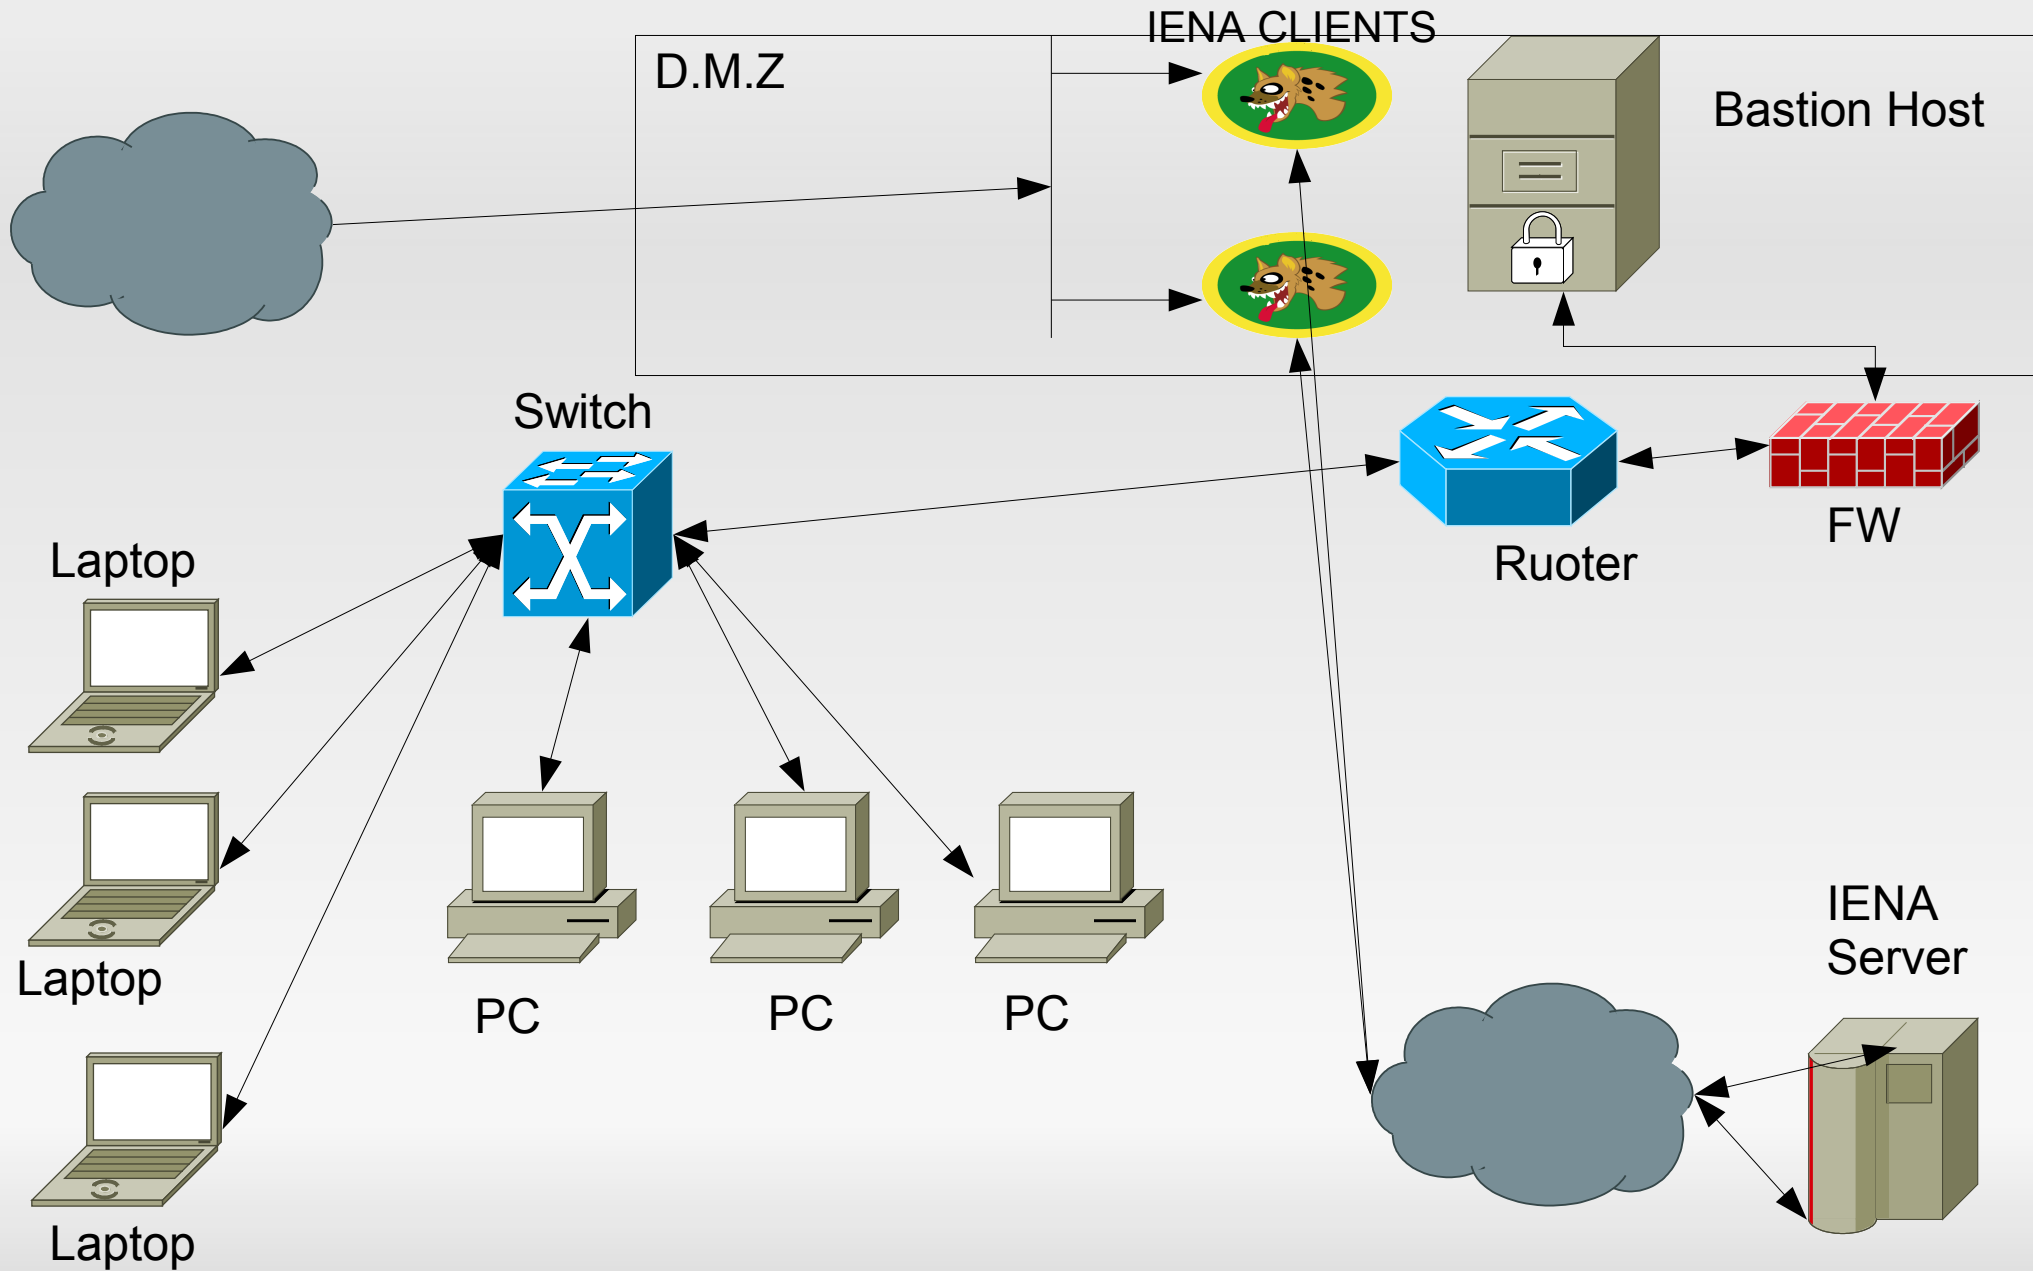 IENA CLIENTS
D.M.Z
Bastion Host
Switch
FW
Ruoter
Laptop
IENA
Server
Laptop
PC
PC
PC
Laptop